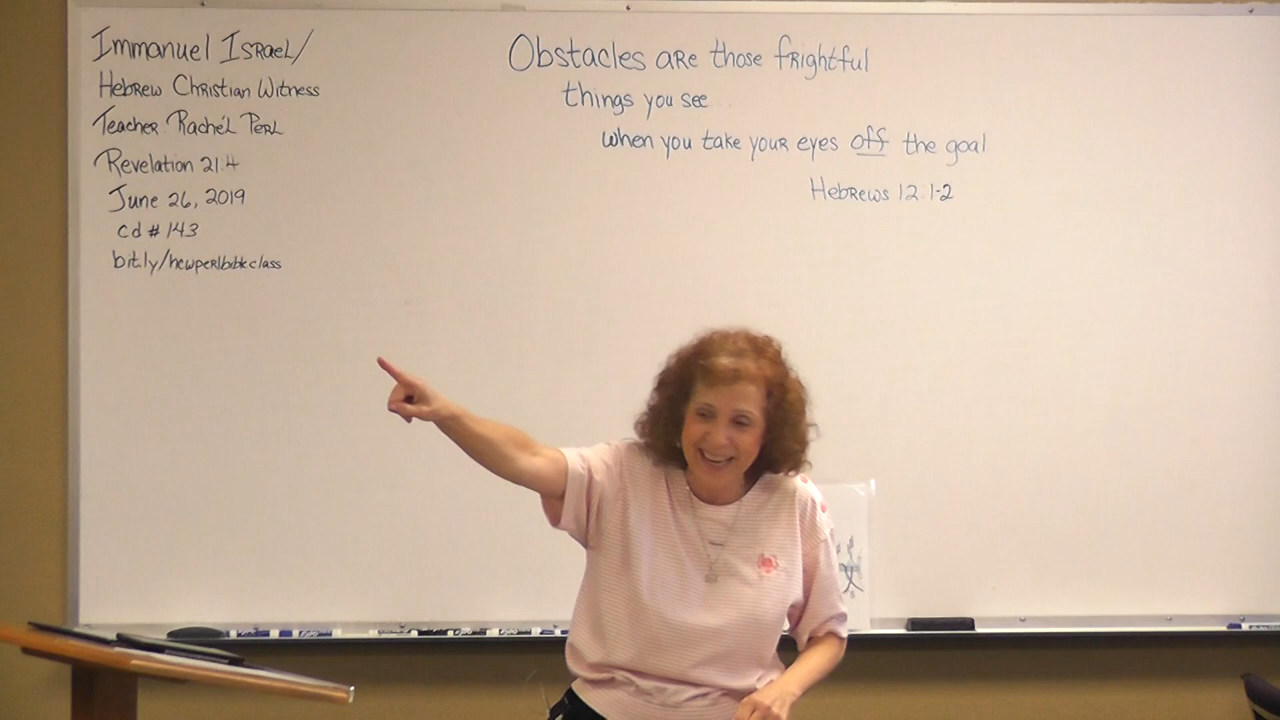 Immanuel Israel/
Hebrew Christian Witness
Teacher: Rachél Perl
Revelation 21:4
June 26, 2019
cd # 143
bit.ly/newperlbibleclass
Obstacles are those frightful
things you see
when you take your eyes off the goal
Hebrews 12:1-2